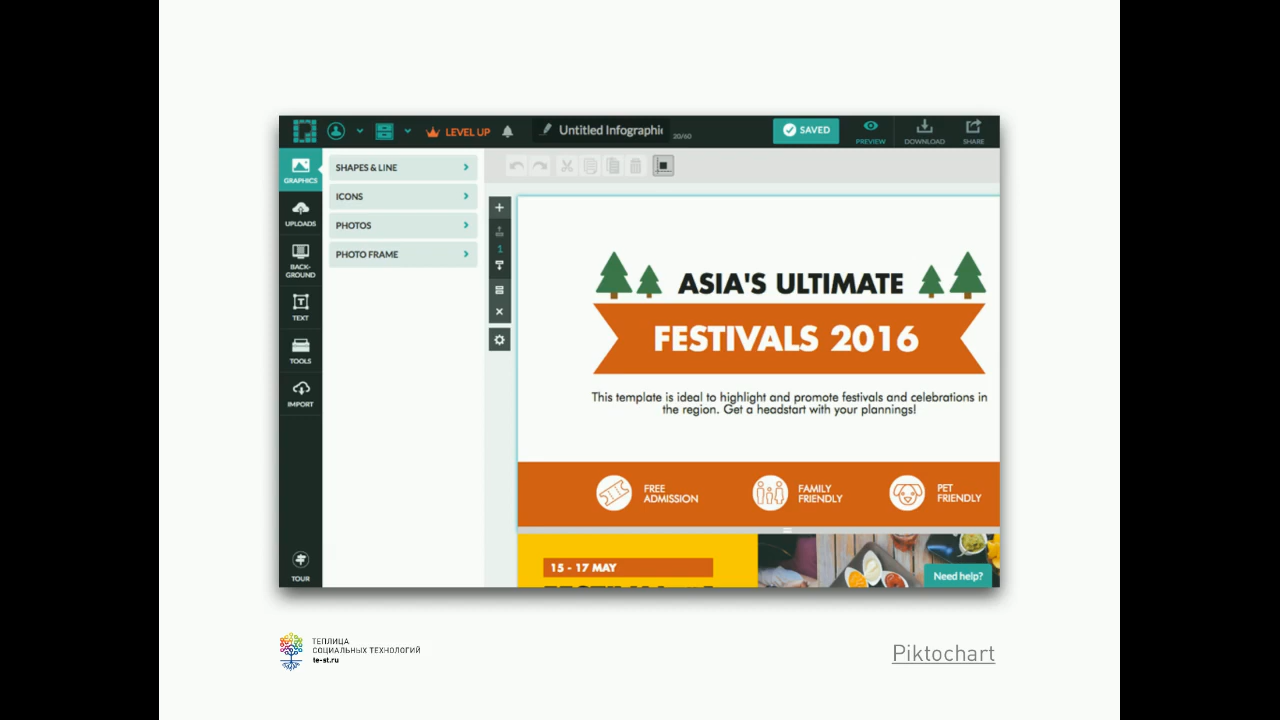 LEVEL UP
Untitled Infographic
20/60
SAVED
PREVIEW
DOWNLOAD
SHARE
GRAPHICS
UPLOADS
BACK-
GROUND
TEXT
TOOLS
IMPORT
TOUR
SHAPES & LINE
ICONS
PHOTOS
PHOTO FRAME
1
ASIA'S ULTIMATE
FESTIVALS 2016
This template is ideal to highlight and promote festivals and celebrations in
the region. Get a headstart with your plannings!
FREE
ADMISSION
FAMILY
FRIENDLY
PET
FRIENDLY
15 - 17 MAY
Need help?
ТЕПЛИЦА
СОЦИАЛЬНЫХ ТЕХНОЛОГИЙ
te-st.ru
Piktochart